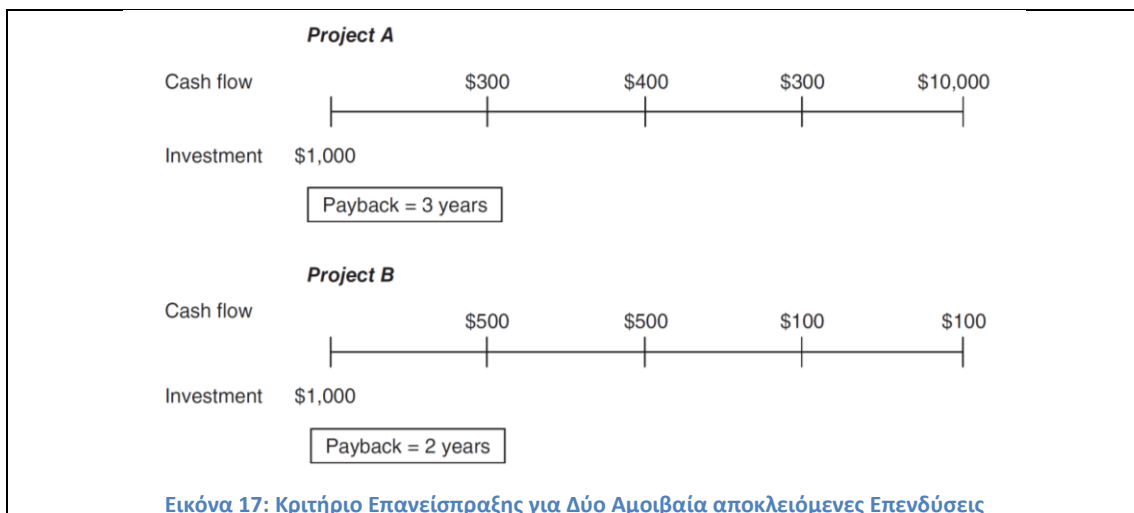 Project A
Cash flow $300 $400 $300 $10,000
Investment $1,000
Payback = 3 years
Project B
Cash flow $500 $500 $100 $100
Investment $1,000
Payback = 2 years
Εικόνα 17: Κριτήριο Επανείσπραξης για Δύο Αμοιβαία αποκλειόμενες Επενδύσεις